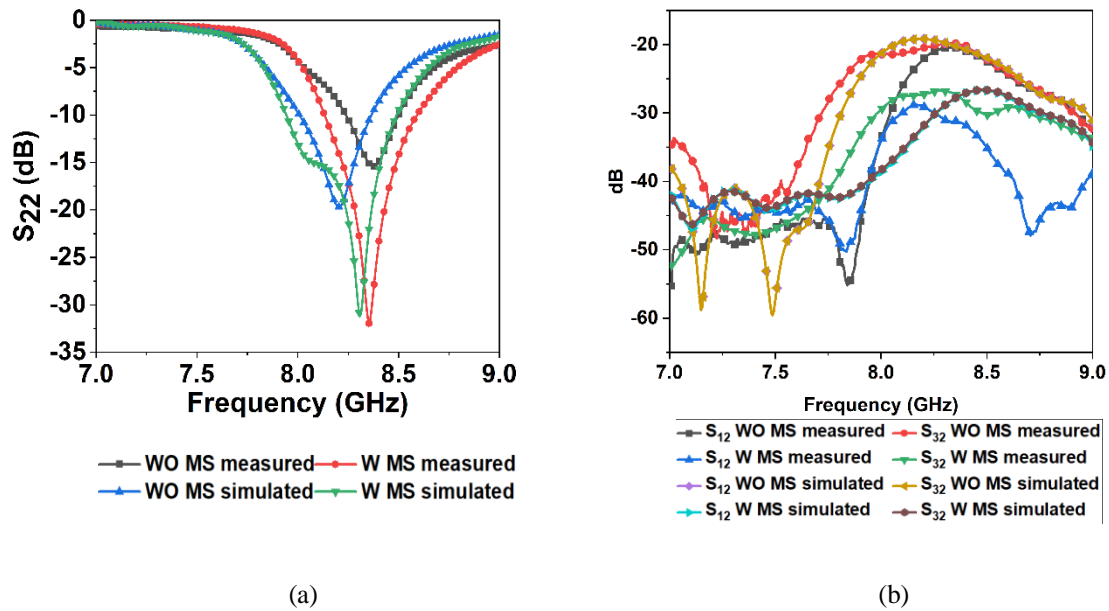 0
-5
-10
-15
-20
-25
-30
-35
S22 (dB)
7.0 7.5 8.0 8.5 9.0
Frequency (GHz)
WO MS measured W MS measured
WO MS simulated W MS simulated
(a)
-20
-30
-40
-50
-60
dB
7.0 7.5 8.0 8.5 9.0
Frequency (GHz)
S12 WO MS measured S32 WO MS measured
S12 W MS measured S32 W MS measured
S12 WO MS simulated S32 WO MS simulated
S12 W MS simulated S32 W MS simulated
(b)